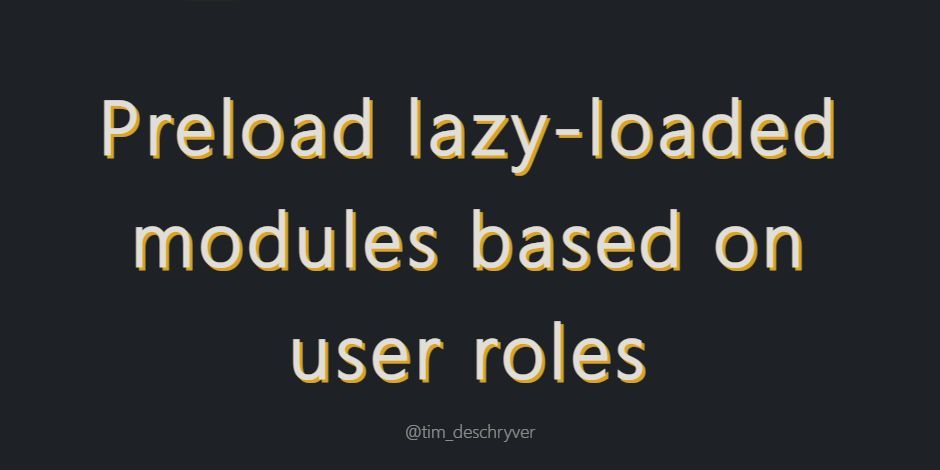 Preload lazy-loaded
modules based on
user roles
@tim_deschryver